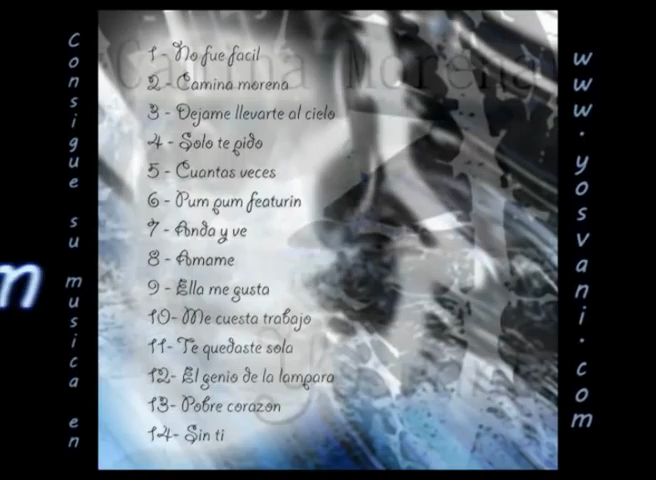 Consigue su musica en
n
Camina Morena
1 - No fue facil
2 - Camina morena
3 - Dejame llevarte al cielo
4 - Solo te pido
5 - Cuantas veces
6 - Pum pum featurin
7 - Anda y ve
8 - Amame
9 - Ella me gusta
10- Me cuesta trabajo
11- Te quedaste sola
12- El genio de la lampara
13- Pobre corazon
14- Sin ti
www.yosvani.com